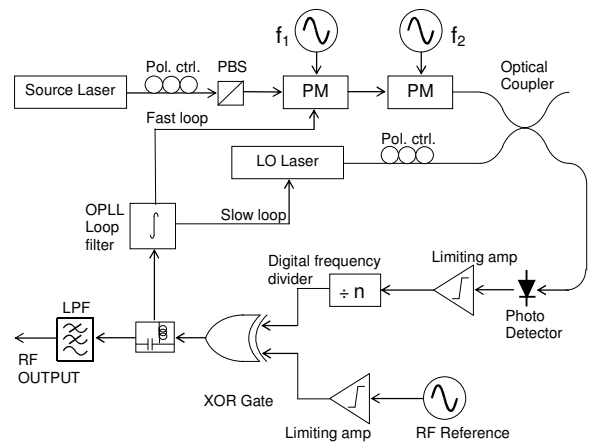 f1
f2
Pol. ctrl.
PBS
Optical
Coupler
Source Laser
PM
PM
Fast loop
Pol. ctrl.
LO Laser
OPLL
Loop
filter
∫
Slow loop
Digital frequency
divider
Limiting amp
÷ n
Photo
Detector
LPF
RF
OUTPUT
XOR Gate
Limiting amp
RF Reference